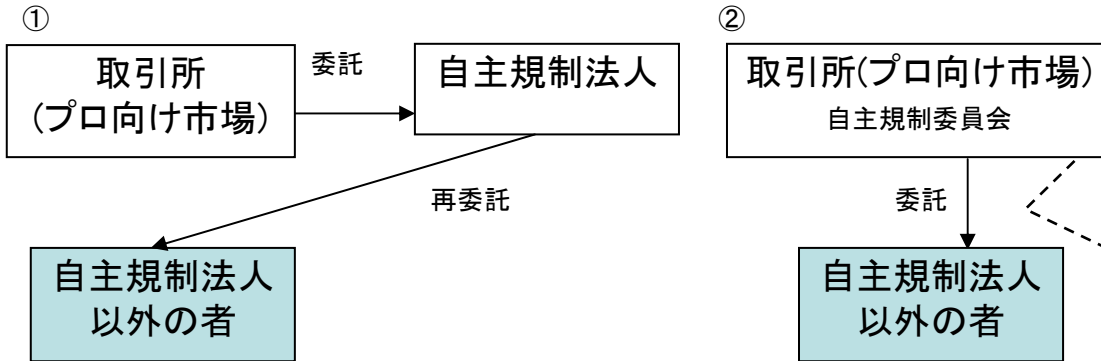 ①
取引所
(プロ向け市場)
委託
自主規制法人
再委託
自主規制法人
以外の者
②
取引所(プロ向け市場)
自主規制委員会
委託
自主規制法人
以外の者